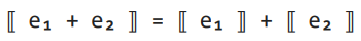 ⟦ e₁ + e₂ ⟧ = ⟦ e₁ ⟧ + ⟦ e₂ ⟧